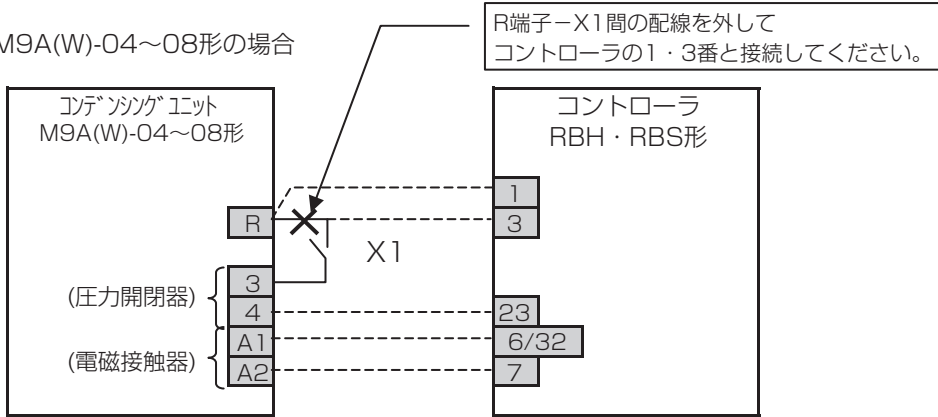 M9A(W)-04〜08形の場合
R端子−X1間の配線を外して
コントローラの1・3番と接続してください。
ｺﾝﾃﾞﾝｼﾝｸﾞﾕﾆｯﾄ
M9A(W)-04〜08形
コントローラ
RBH・RBS形
R
1
3
X1
(圧力開閉器)
3
4
23
(電磁接触器)
A1
6/32
A2
7